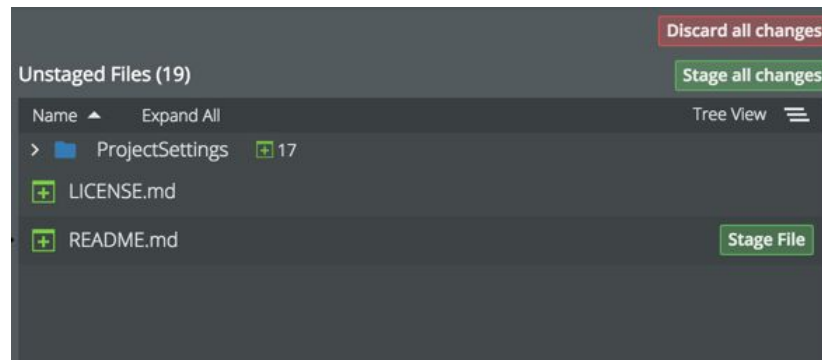 Discard all changes
Unstaged Files (19)
Stage all changes
Name Expand All Tree View
ProjectSettings 17
LICENSE.md
README.md Stage File